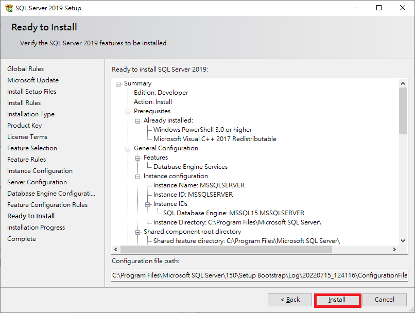 SQL Server 2019 Setup
Ready to Install
Verify the SQL Server 2019 features to be installed.
Global Rules
Microsoft Update
Install Setup Files
Install Rules
Installation Type
Product Key
License Terms
Feature Selection
Feature Rules
Instance Configuration
Server Configuration
Database Engine Configurati...
Feature Configuration Rules
Ready to Install
Installation Progress
Complete
Ready to install SQL Server 2019:
Summary
Edition: Developer
Action: Install
Prerequisites
Already installed:
Windows PowerShell 3.0 or higher
Microsoft Visual C++ 2017 Redistributable
General Configuration
Features
Database Engine Services
Instance configuration
Instance Name: MSSQLSERVER
Instance ID: MSSQLSERVER
Instance IDs
SQL Database Engine: MSSQL15.MSSQLSERVER
Instance Directory: C:\Program Files\Microsoft SQL Server\
Shared component root directory
Shared feature directory: C:\Program Files\Microsoft SQL Server\
Configuration file path:
C:\Program Files\Microsoft SQL Server\150\Setup Bootstrap\Log\20220715_124116\ConfigurationFile
< Back
Install
Cancel